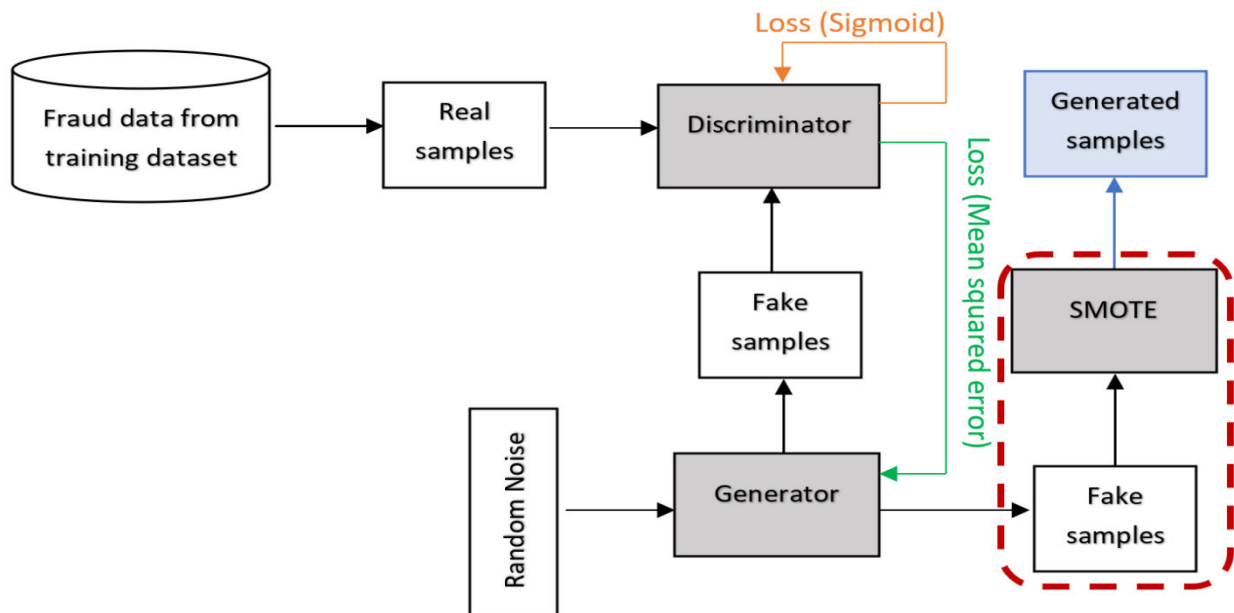 Loss (Sigmoid)
Fraud data from
training dataset
Real
samples
Discriminator
Generated
samples
Loss (Mean squared error)
Fake
samples
SMOTE
Random Noise
Generator
Fake
samples